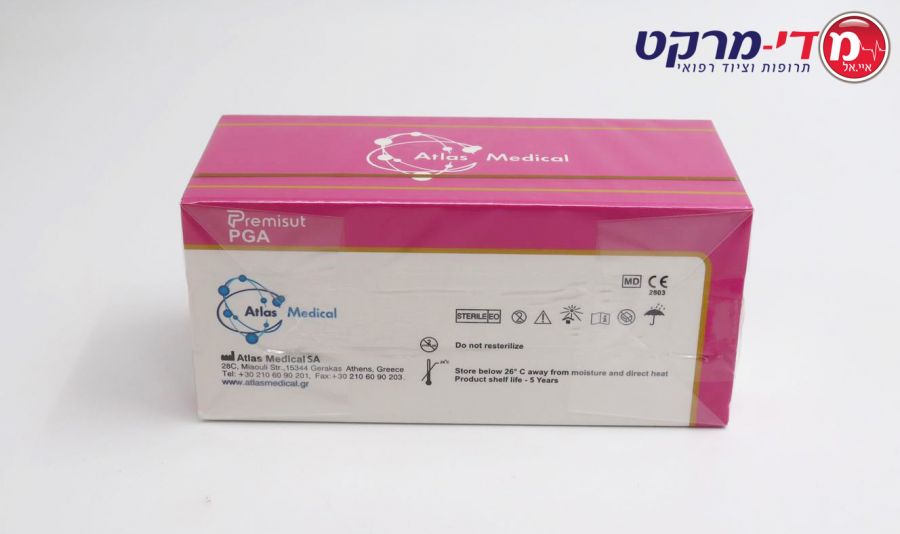 די-מרקט
תרופות וציוד רפואי
מ
איי.אל
Atlas Medical
Premisut
PGA
Atlas Medical
MD CE
2803
STERILE EO
Do not resterilize
Atlas Medical SA
28C, Miaouli Str.,15344 Gerakas Athens, Greece
Tel: +30 210 60 90 201, Fax:+30 210 60 90 203
www.atlasmedical.gr
Store below 26° C away from moisture and direct heat
Product shelf life - 5 Years